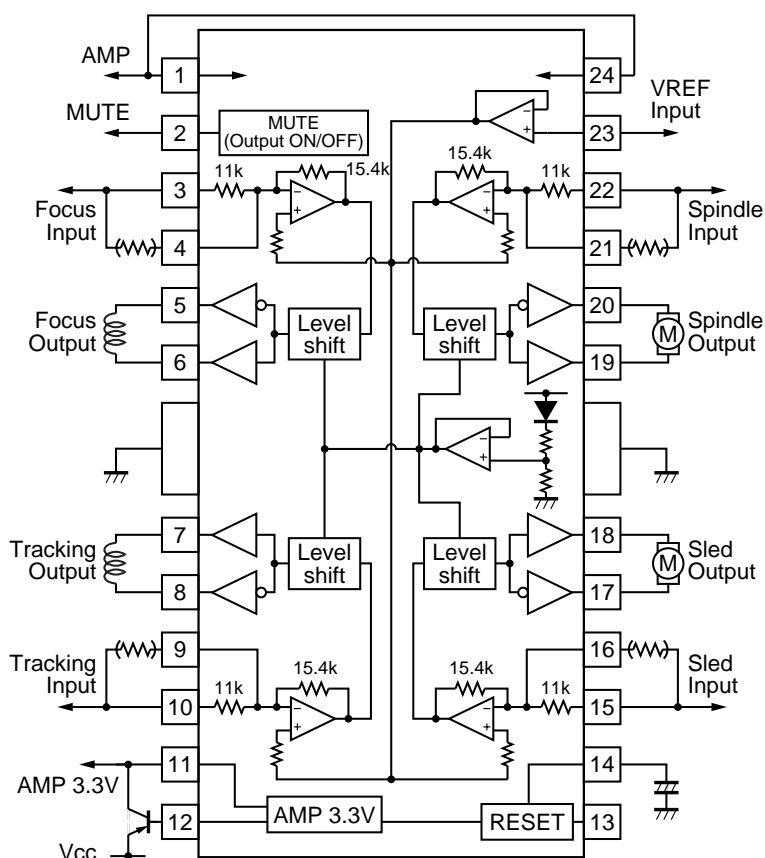 AMP
1
24
VREF
Input
MUTE
2
MUTE
(Output ON/OFF)
23
11k
15.4k
15.4k
11k
3
22
Focus
Input
Spindle
Input
4
21
Focus
Output
5
Level
shift
Level
shift
20
Spindle
Output
M
6
19
Tracking
Output
7
Level
shift
Level
shift
18
Sled
Output
M
8
17
9
16
Tracking
Input
Sled
Input
15.4k
15.4k
11k
11k
10
15
11
14
AMP 3.3V
AMP 3.3V
RESET
12
13
Vcc